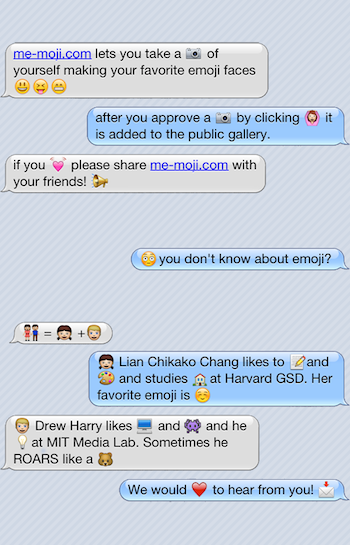 me-moji.com lets you take a 📷 of
yourself making your favorite emoji faces
😃😝😁
after you approve a 📷 by clicking 🙆 it
is added to the public gallery.
if you 💓 please share me-moji.com with
your friends! 📯
😳 you don't know about emoji?
👫 = 👧 + 👨
👧 Lian Chikako Chang likes to 📝 and
🎨 and studies 🏠 at Harvard GSD. Her
favorite emoji is ☺️
👨 Drew Harry likes 💻 and 👾 and he
💡 at MIT Media Lab. Sometimes he
ROARS like a 🐻
We would ❤️ to hear from you! 📩